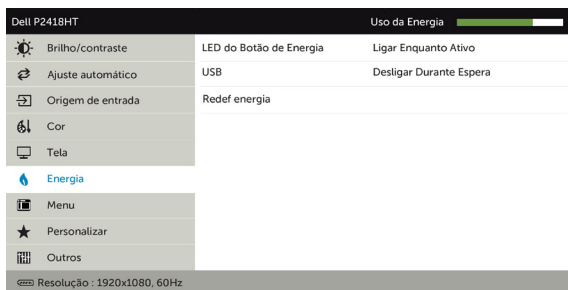 Dell P2418HT Uso da Energia
Brilho/contraste LED do Botão de Energia Ligar Enquanto Ativo
Ajuste automático USB Desligar Durante Espera
Origem de entrada Redef energia
Cor
Tela
Energia
Menu
Personalizar
Outros
Resolução : 1920x1080, 60Hz